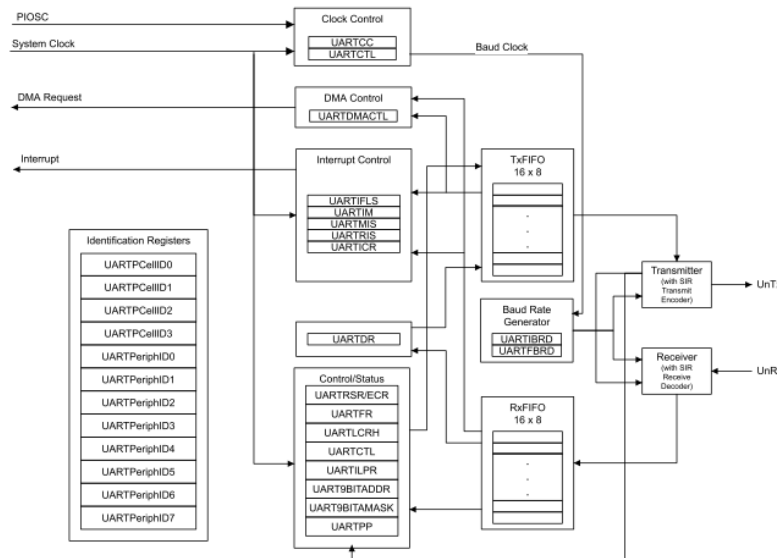 PIOSC
System Clock
DMA Request
Interrupt
Clock Control
UARTCC
UARTCTL
Baud Clock
DMA Control
UARTDMACTL
Interrupt Control
UARTIFLS
UARTIM
UARTMIS
UARTRIS
UARTICR
TxFIFO
16 x 8
.
.
.
Identification Registers
UARTPCellID0
UARTPCellID1
UARTPCellID2
UARTPCellID3
UARTPeriphID0
UARTPeriphID1
UARTPeriphID2
UARTPeriphID3
UARTPeriphID4
UARTPeriphID5
UARTPeriphID6
UARTPeriphID7
UARTDR
Baud Rate
Generator
UARTIBRD
UARTFBRD
Transmitter
(with SIR
Transmit
Encoder)
UnT
Receiver
(with SIR
Receive
Decoder)
UnR
Control/Status
UARTRSR/ECR
UARTFR
UARTLCRH
UARTCTL
UARTILPR
UART9BITADDR
UART9BITAMASK
UARTPP
RxFIFO
16 x 8
.
.
.